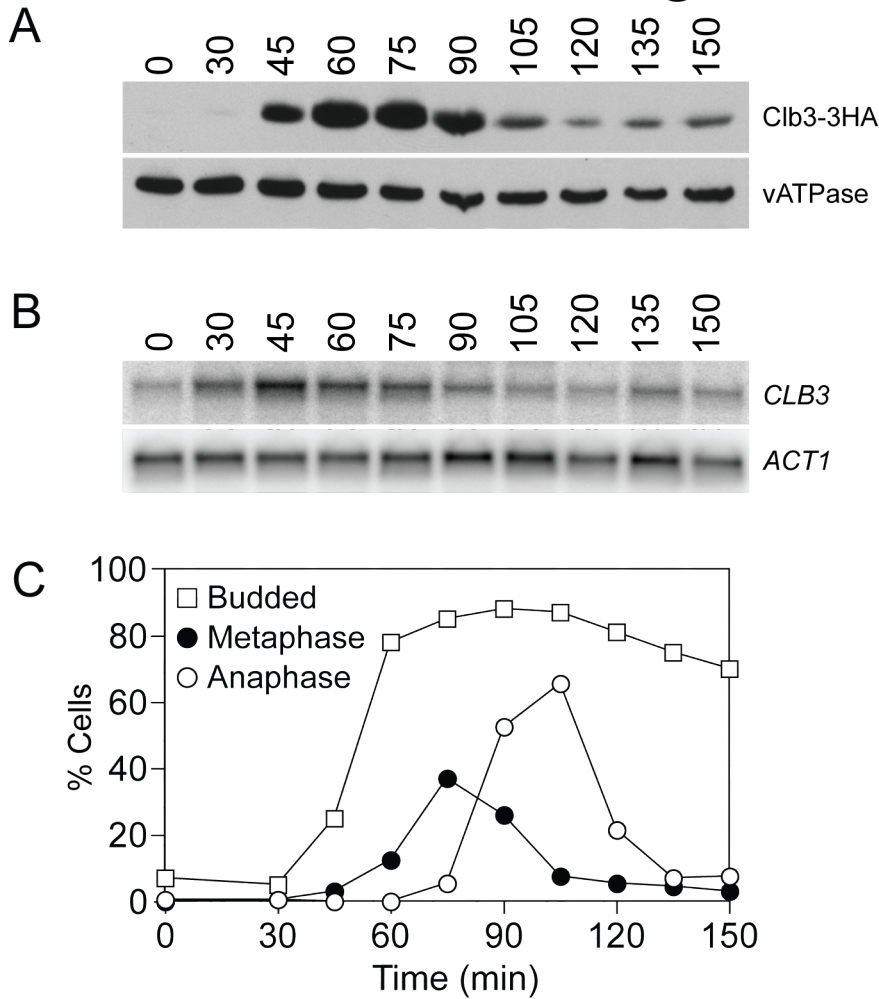 A
0 30 45 60 75 90 105 120 135 150
Clb3-3HA
vATPase
B
0 30 45 60 75 90 105 120 135 150
CLB3
ACT1
C
100
80
60
40
20
0
% Cells
Budded
Metaphase
Anaphase
0 30 60 90 120 150
Time (min)